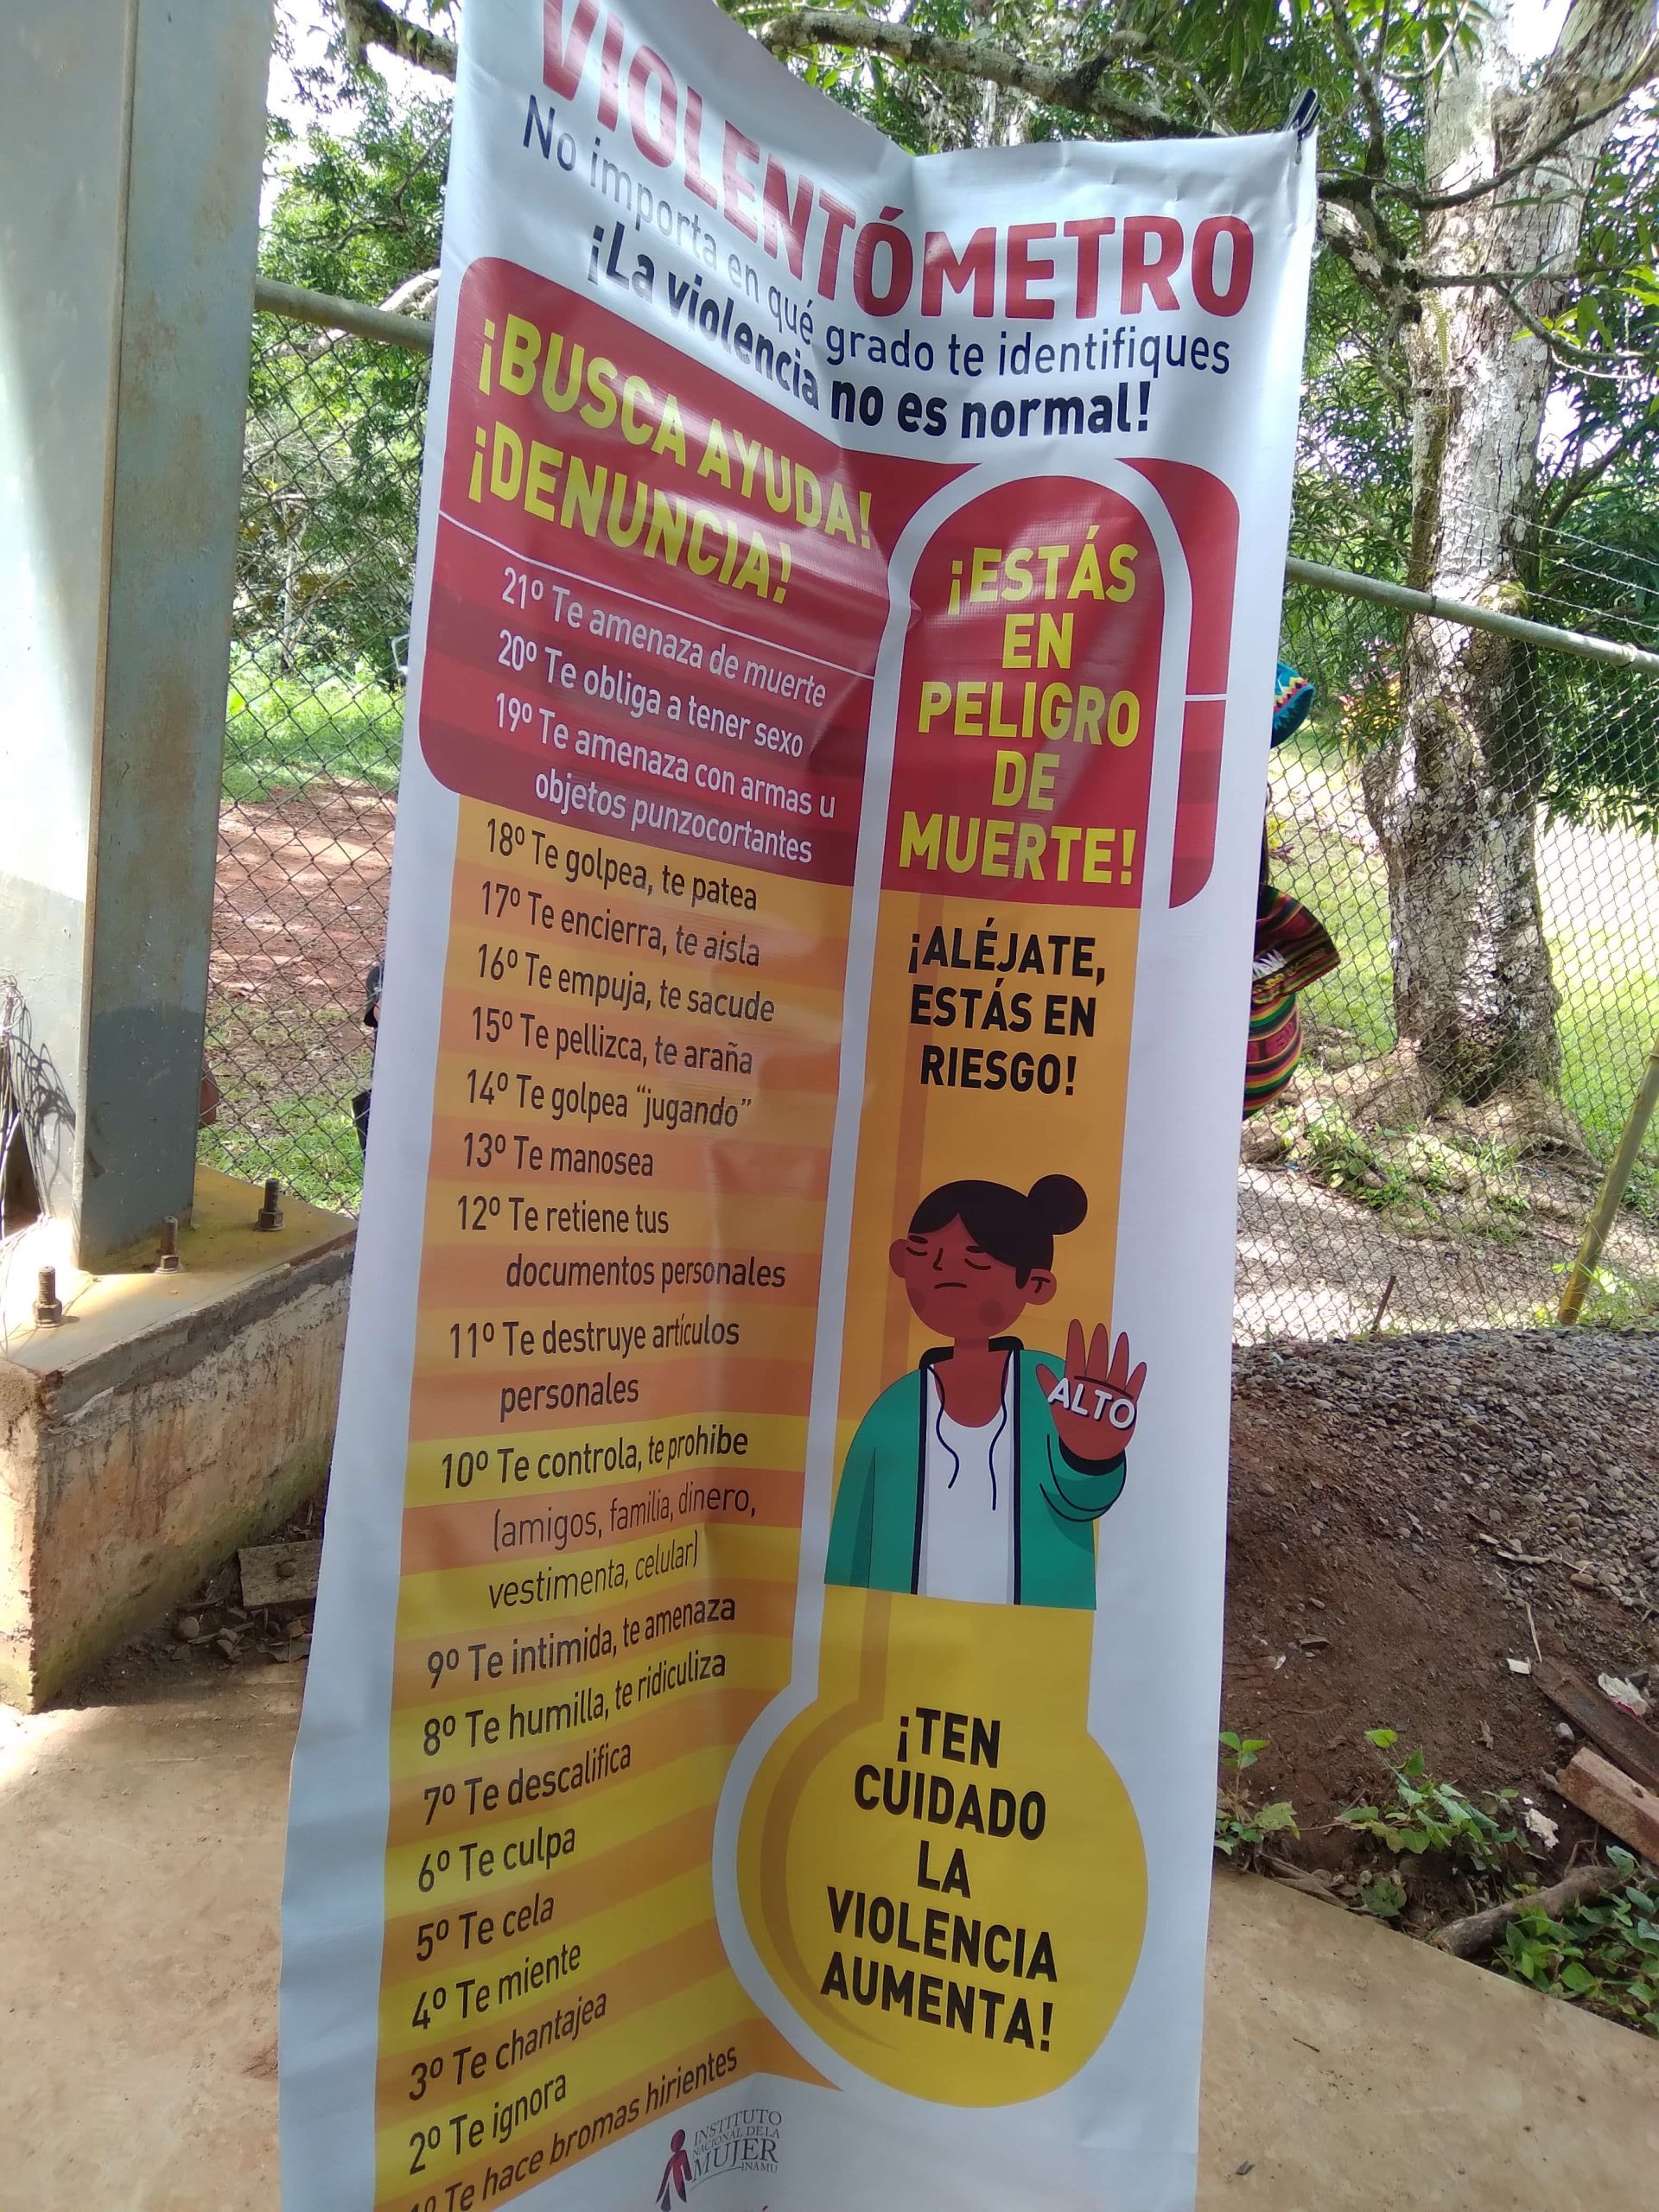 VIOLENTÓMETRO
No importa en qué grado te identifiques
¡La violencia no es normal!
¡BUSCA AYUDA!
¡DENUNCIA!
21º Te amenaza de muerte
20º Te obliga a tener sexo
19º Te amenaza con armas u
objetos punzocortantes
18º Te golpea, te patea
17º Te encierra, te aisla
16º Te empuja, te sacude
15º Te pellizca, te araña
14º Te golpea “jugando”
13º Te manosea
12º Te retiene tus
documentos personales
11º Te destruye artículos
personales
10º Te controla, te prohibe
(amigos, familia, dinero,
vestimenta, celular)
9º Te intimida, te amenaza
8º Te humilla, te ridiculiza
7º Te descalifica
6º Te culpa
5º Te cela
4º Te miente
3º Te chantajea
2º Te ignora
1º Te hace bromas hirientes
¡ESTÁS
EN
PELIGRO
DE
MUERTE!
¡ALÉJATE,
ESTÁS EN
RIESGO!
ALTO
¡TEN
CUIDADO
LA
VIOLENCIA
AUMENTA!
INSTITUTO
NACIONAL DE LA
MUJER
INAMU